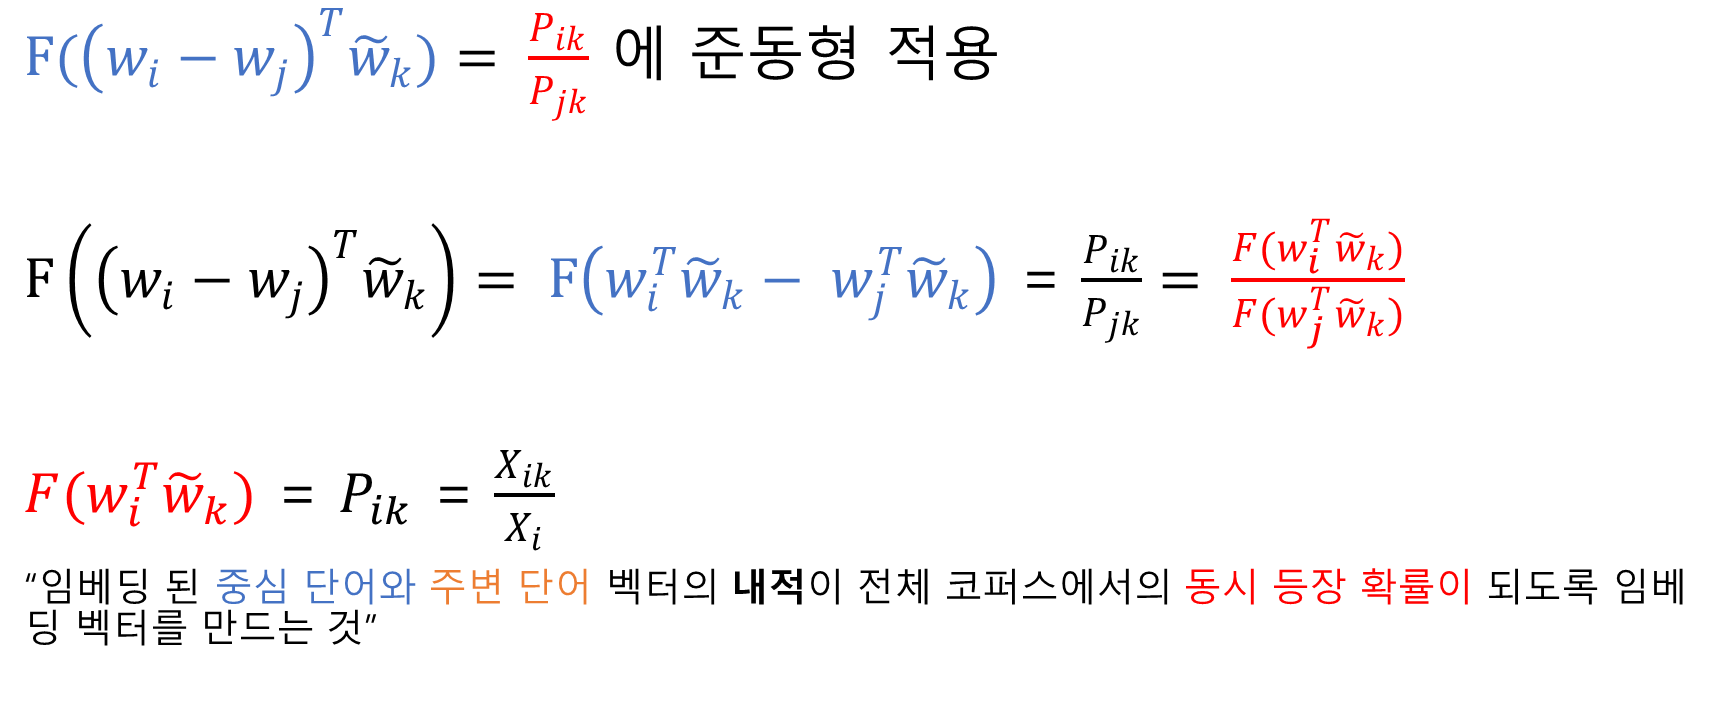 F((w_i − w_j)^T w̃_k) = P_ik / P_jk 에 준동형 적용
F((w_i − w_j)^T w̃_k) = F(w_i^T w̃_k − w_j^T w̃_k) = P_ik / P_jk = F(w_i^T w̃_k) / F(w_j^T w̃_k)
F(w_i^T w̃_k) = P_ik = X_ik / X_i
“임베딩 된 중심 단어와 주변 단어 벡터의 내적이 전체 코퍼스에서의 동시 등장 확률이 되도록 임베
딩 벡터를 만드는 것”